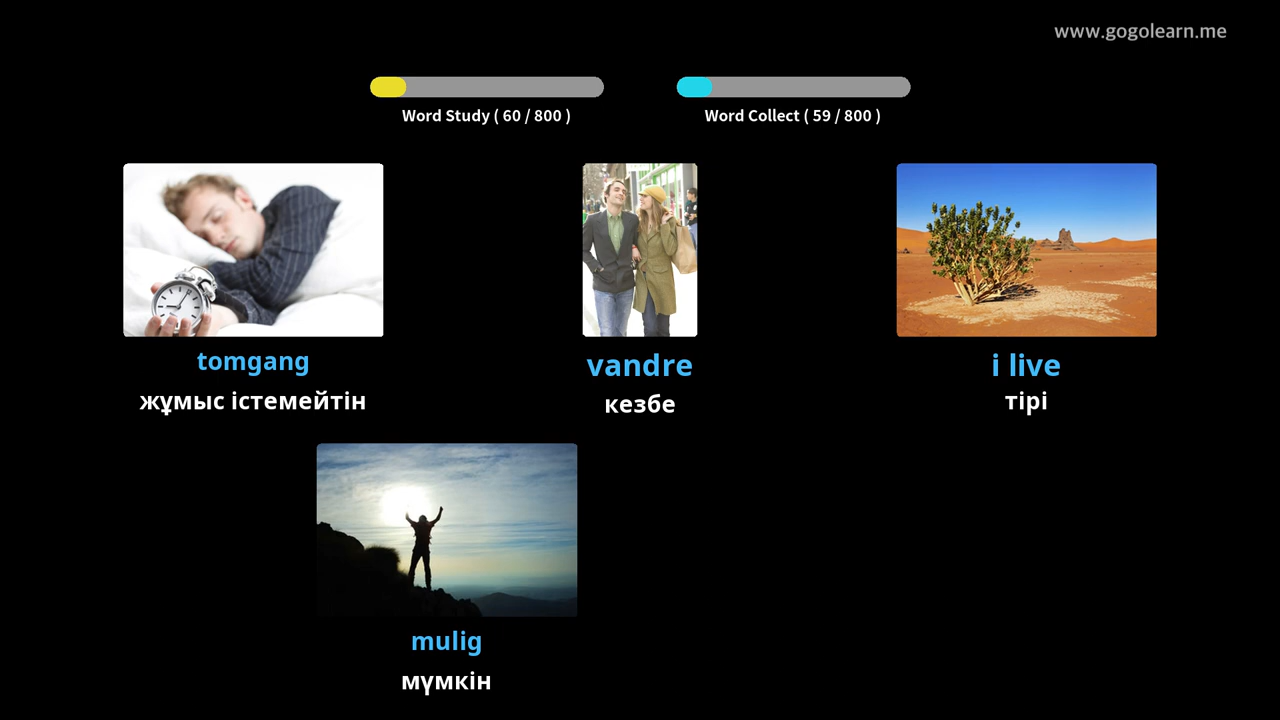 www.gogolearn.me
Word Study ( 60 / 800 )
Word Collect ( 59 / 800 )
tomgang
жұмыс істемейтін
vandre
кезбе
i live
тірі
mulig
мүмкін